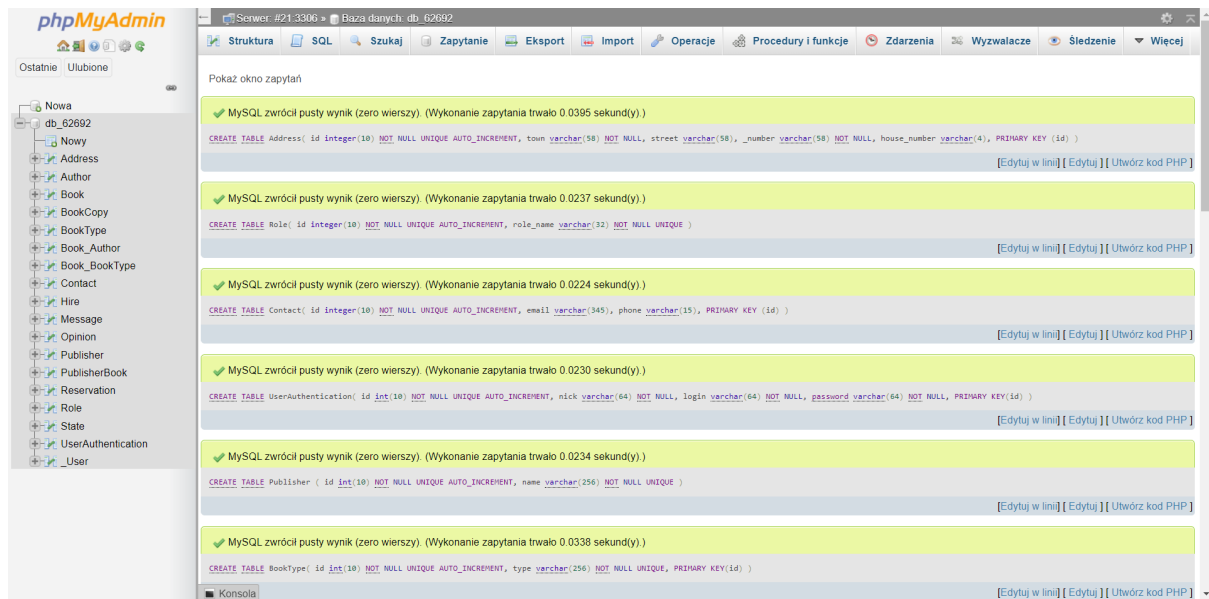 phpMyAdmin
Ostatnie Ulubione
Nowa
db_62692
Nowy
Address
Author
Book
BookCopy
BookType
Book_Author
Book_BookType
Contact
Hire
Message
Opinion
Publisher
PublisherBook
Reservation
Role
State
UserAuthentication
_User
Serwer: #21:3306 » Baza danych: db_62692
Struktura SQL Szukaj Zapytanie Eksport Import Operacje Procedury i funkcje Zdarzenia Wyzwalacze Śledzenie Więcej
Pokaż okno zapytań
MySQL zwrócił pusty wynik (zero wierszy). (Wykonanie zapytania trwało 0.0395 sekund(y).)
CREATE TABLE Address( id integer(10) NOT NULL UNIQUE AUTO_INCREMENT, town varchar(58) NOT NULL, street varchar(58), _number varchar(58) NOT NULL, house_number varchar(4), PRIMARY KEY (id) )
[Edytuj w linii] [ Edytuj ] [ Utwórz kod PHP ]
MySQL zwrócił pusty wynik (zero wierszy). (Wykonanie zapytania trwało 0.0237 sekund(y).)
CREATE TABLE Role( id integer(10) NOT NULL UNIQUE AUTO_INCREMENT, role_name varchar(32) NOT NULL UNIQUE )
[Edytuj w linii] [ Edytuj ] [ Utwórz kod PHP ]
MySQL zwrócił pusty wynik (zero wierszy). (Wykonanie zapytania trwało 0.0224 sekund(y).)
CREATE TABLE Contact( id integer(10) NOT NULL UNIQUE AUTO_INCREMENT, email varchar(345), phone varchar(15), PRIMARY KEY (id) )
[Edytuj w linii] [ Edytuj ] [ Utwórz kod PHP ]
MySQL zwrócił pusty wynik (zero wierszy). (Wykonanie zapytania trwało 0.0230 sekund(y).)
CREATE TABLE UserAuthentication( id int(10) NOT NULL UNIQUE AUTO_INCREMENT, nick varchar(64) NOT NULL, login varchar(64) NOT NULL, password varchar(64) NOT NULL, PRIMARY KEY(id) )
[Edytuj w linii] [ Edytuj ] [ Utwórz kod PHP ]
MySQL zwrócił pusty wynik (zero wierszy). (Wykonanie zapytania trwało 0.0234 sekund(y).)
CREATE TABLE Publisher ( id int(10) NOT NULL UNIQUE AUTO_INCREMENT, name varchar(256) NOT NULL UNIQUE )
[Edytuj w linii] [ Edytuj ] [ Utwórz kod PHP ]
MySQL zwrócił pusty wynik (zero wierszy). (Wykonanie zapytania trwało 0.0338 sekund(y).)
CREATE TABLE BookType( id int(10) NOT NULL UNIQUE AUTO_INCREMENT, type varchar(256) NOT NULL UNIQUE, PRIMARY KEY(id) )
[Edytuj w linii] [ Edytuj ] [ Utwórz kod PHP ]
Konsola